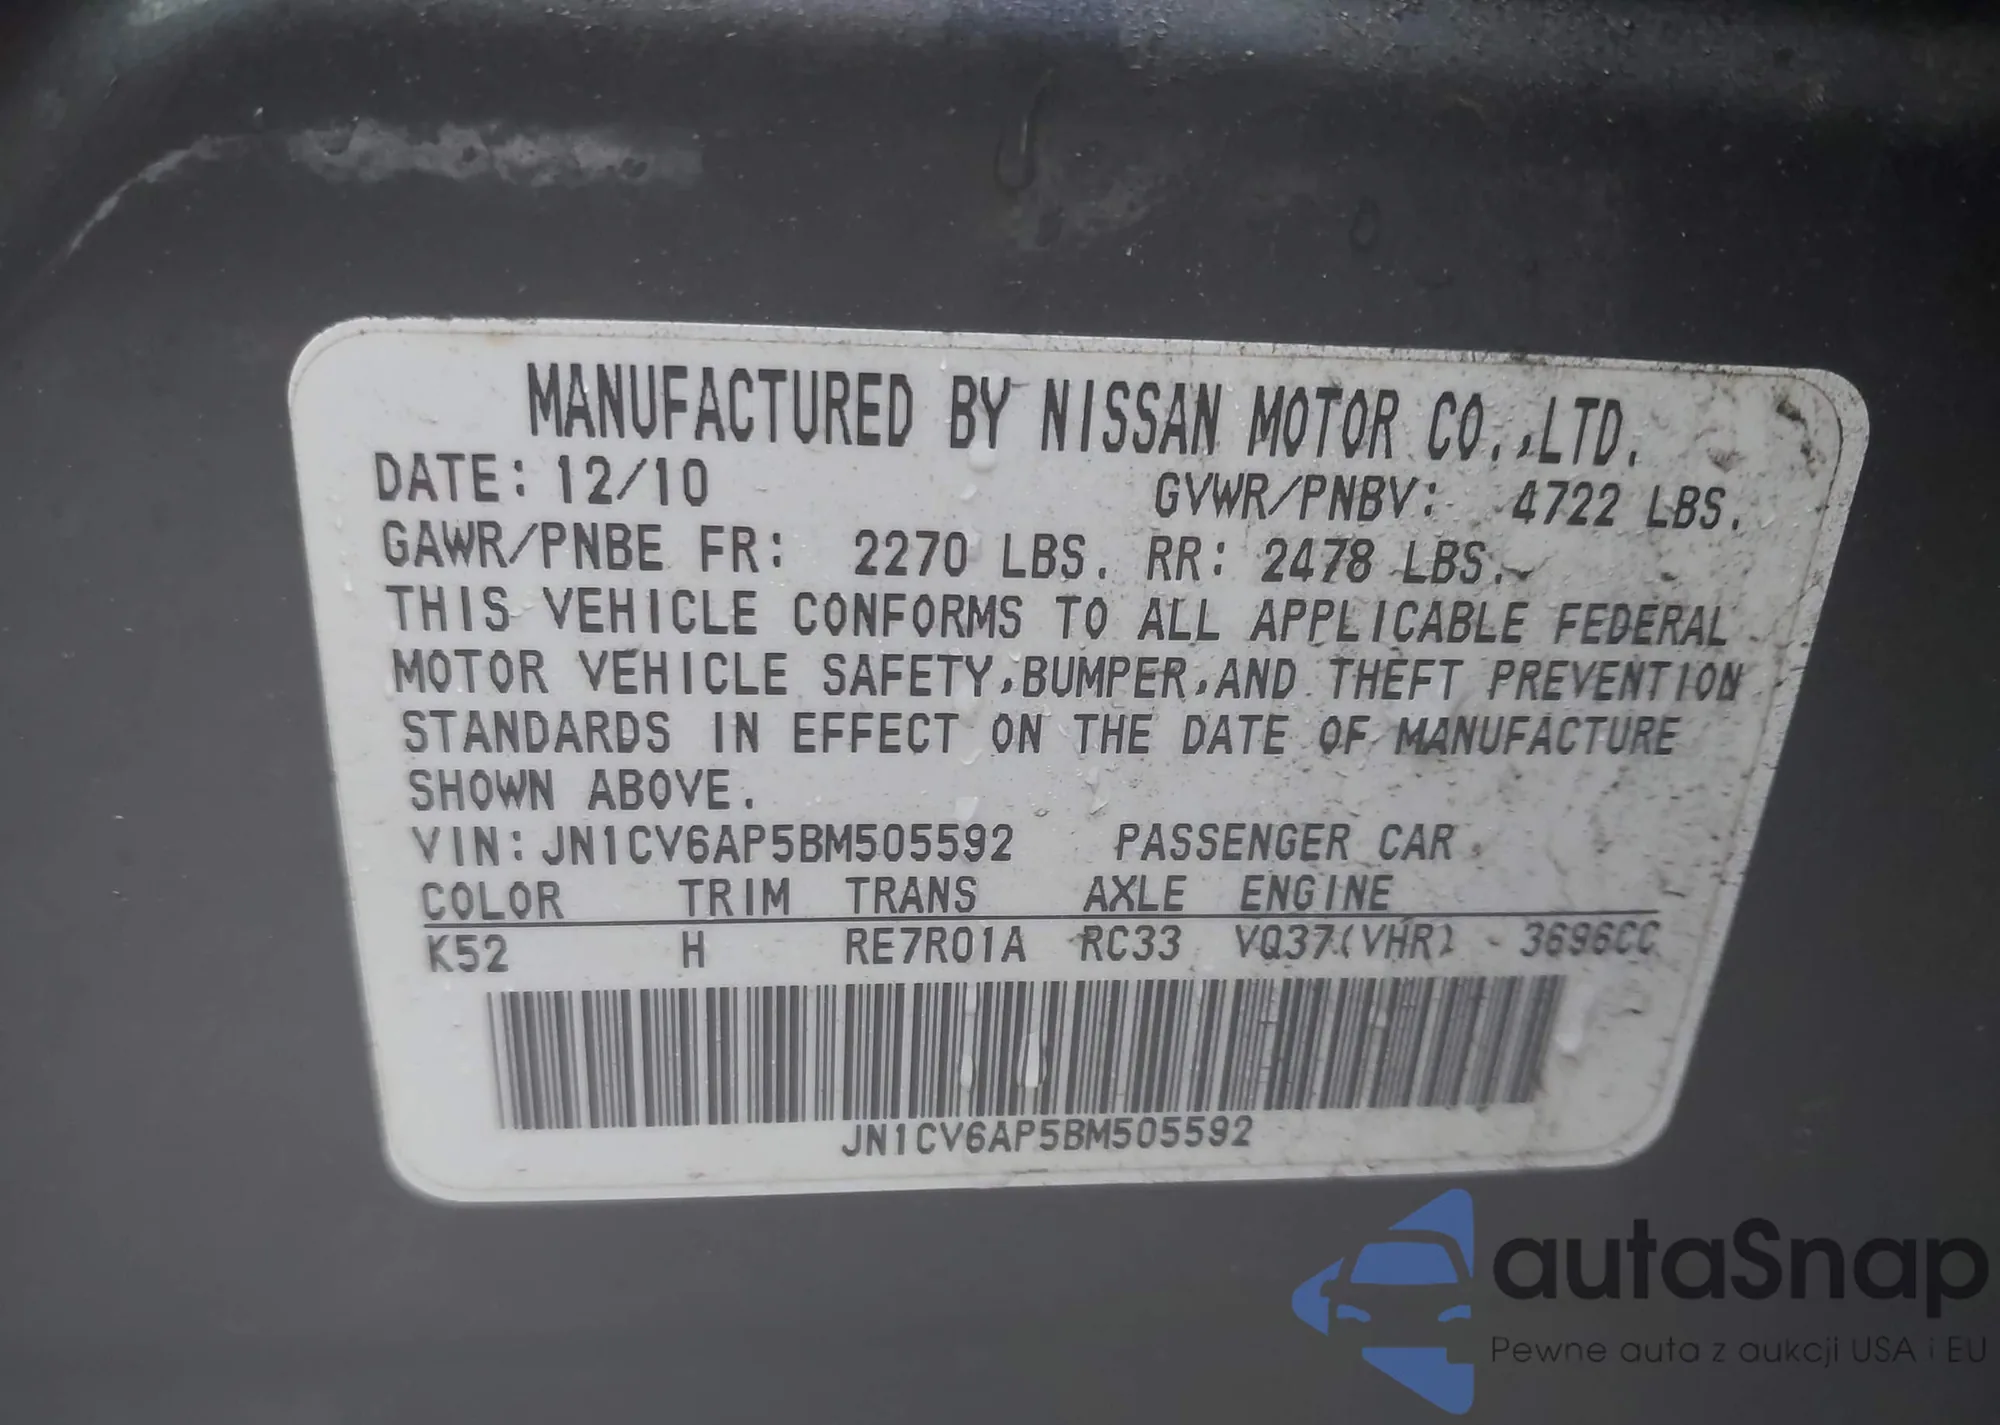 MANUFACTURED BY NISSAN MOTOR CO.,LTD.
DATE: 12/10 GVWR/PNBV: 4722 LBS.
GAWR/PNBE FR: 2270 LBS. RR: 2478 LBS.
THIS VEHICLE CONFORMS TO ALL APPLICABLE FEDERAL
MOTOR VEHICLE SAFETY,BUMPER,AND THEFT PREVENTION
STANDARDS IN EFFECT ON THE DATE OF MANUFACTURE
SHOWN ABOVE.
VIN:JN1CV6AP5BM505592 PASSENGER CAR
COLOR TRIM TRANS AXLE ENGINE
K52 H RE7R01A RC33 VQ37(VHR) - 3696CC
JN1CV6AP5BM505592
autaSnap
Pewne auta z aukcji USA i EU